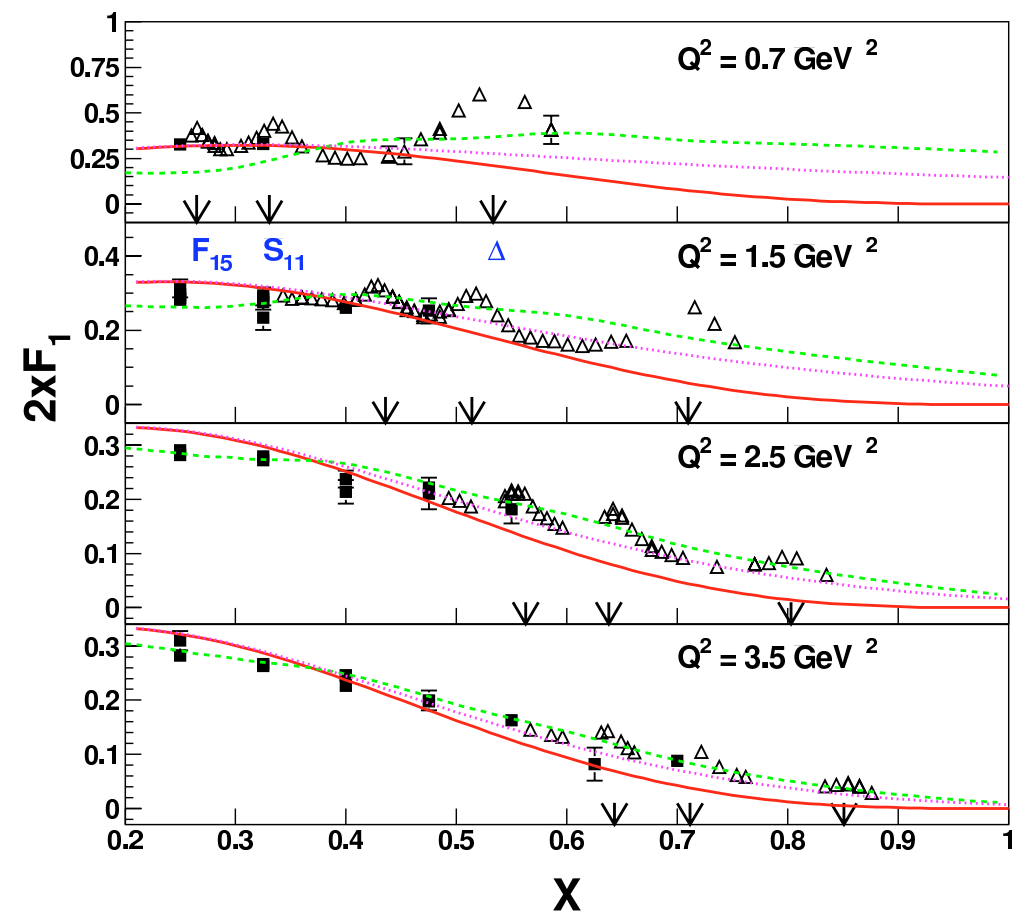 1
0.75
0.5
0.25
0
Q² = 0.7 GeV ²
F₁₅ S₁₁ Δ
0.4
0.2
0
Q² = 1.5 GeV ²
2xF₁
0.3
0.2
0.1
0
Q² = 2.5 GeV ²
0.3
0.2
0.1
0
Q² = 3.5 GeV ²
0.2 0.3 0.4 0.5 0.6 0.7 0.8 0.9 1
X